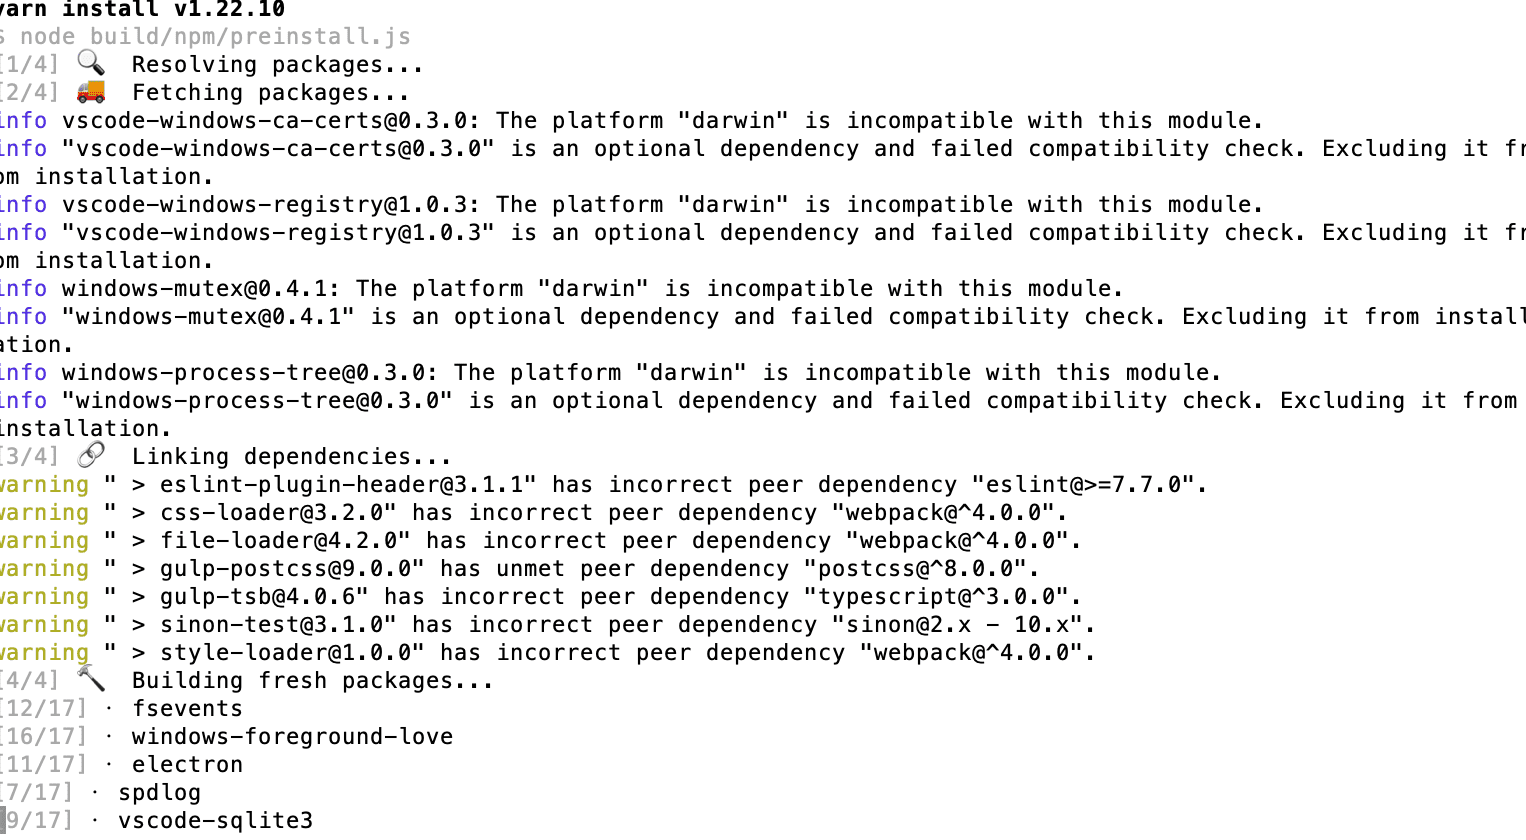 yarn install v1.22.10
$ node build/npm/preinstall.js
[1/4] 🔍 Resolving packages...
[2/4] 🚚 Fetching packages...
info vscode-windows-ca-certs@0.3.0: The platform "darwin" is incompatible with this module.
info "vscode-windows-ca-certs@0.3.0" is an optional dependency and failed compatibility check. Excluding it fr
om installation.
info vscode-windows-registry@1.0.3: The platform "darwin" is incompatible with this module.
info "vscode-windows-registry@1.0.3" is an optional dependency and failed compatibility check. Excluding it fr
om installation.
info windows-mutex@0.4.1: The platform "darwin" is incompatible with this module.
info "windows-mutex@0.4.1" is an optional dependency and failed compatibility check. Excluding it from install
ation.
info windows-process-tree@0.3.0: The platform "darwin" is incompatible with this module.
info "windows-process-tree@0.3.0" is an optional dependency and failed compatibility check. Excluding it from
installation.
[3/4] 🔗 Linking dependencies...
warning " > eslint-plugin-header@3.1.1" has incorrect peer dependency "eslint@>=7.7.0".
warning " > css-loader@3.2.0" has incorrect peer dependency "webpack@^4.0.0".
warning " > file-loader@4.2.0" has incorrect peer dependency "webpack@^4.0.0".
warning " > gulp-postcss@9.0.0" has unmet peer dependency "postcss@^8.0.0".
warning " > gulp-tsb@4.0.6" has incorrect peer dependency "typescript@^3.0.0".
warning " > sinon-test@3.1.0" has incorrect peer dependency "sinon@2.x - 10.x".
warning " > style-loader@1.0.0" has incorrect peer dependency "webpack@^4.0.0".
[4/4] 🔨 Building fresh packages...
[12/17] · fsevents
[16/17] · windows-foreground-love
[11/17] · electron
[7/17] · spdlog
[9/17] · vscode-sqlite3